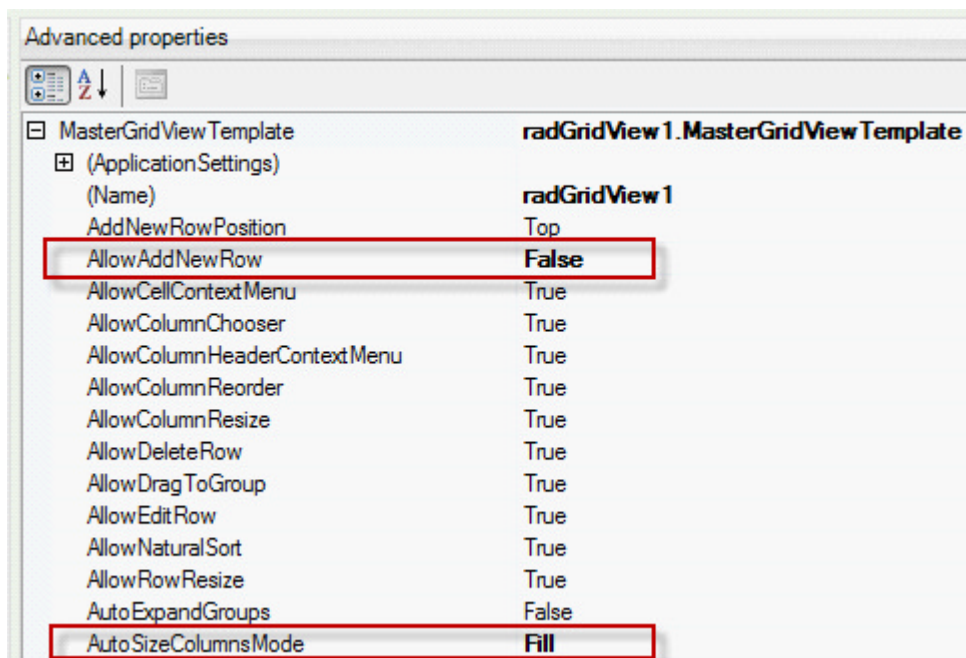 Advanced properties
MasterGridViewTemplate radGridView1.MasterGridViewTemplate
(ApplicationSettings)
(Name) radGridView1
AddNewRowPosition Top
AllowAddNewRow False
AllowCellContextMenu True
AllowColumnChooser True
AllowColumnHeaderContextMenu True
AllowColumnReorder True
AllowColumnResize True
AllowDeleteRow True
AllowDragToGroup True
AllowEditRow True
AllowNaturalSort True
AllowRowResize True
AutoExpandGroups False
AutoSizeColumnsMode Fill